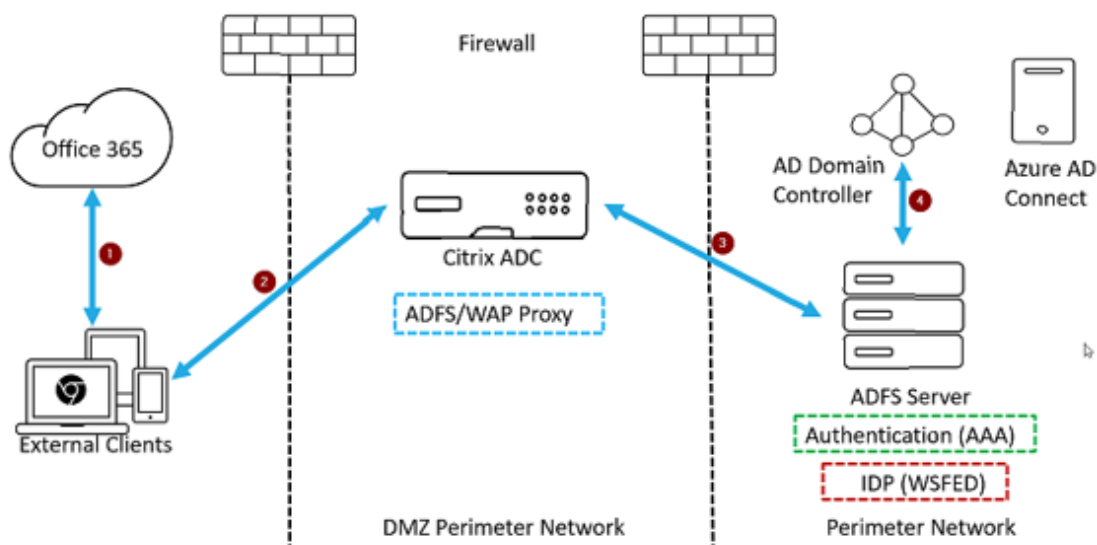 Firewall
Office 365
AD Domain
Controller
Azure AD
Connect
1
2
3
4
Citrix ADC
ADFS/WAP Proxy
External Clients
ADFS Server
Authentication (AAA)
IDP (WSFED)
DMZ Perimeter Network
Perimeter Network